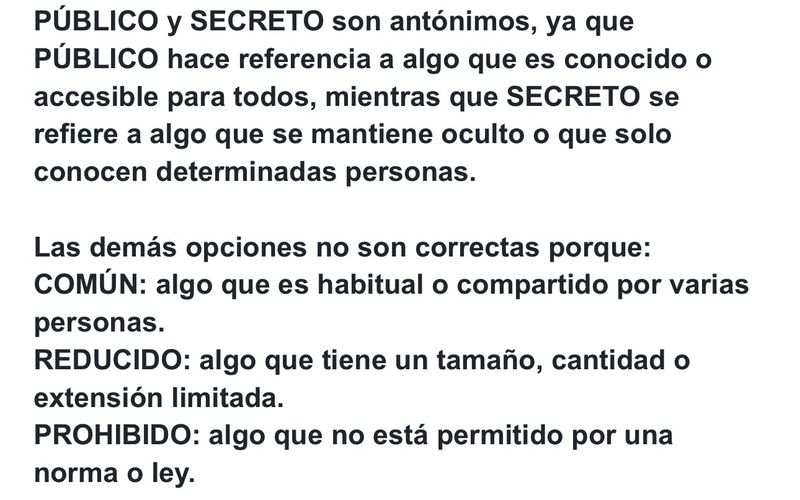 PÚBLICO y SECRETO son antónimos, ya que
PÚBLICO hace referencia a algo que es conocido o
accesible para todos, mientras que SECRETO se
refiere a algo que se mantiene oculto o que solo
conocen determinadas personas.
Las demás opciones no son correctas porque:
COMÚN: algo que es habitual o compartido por varias
personas.
REDUCIDO: algo que tiene un tamaño, cantidad o
extensión limitada.
PROHIBIDO: algo que no está permitido por una
norma o ley.